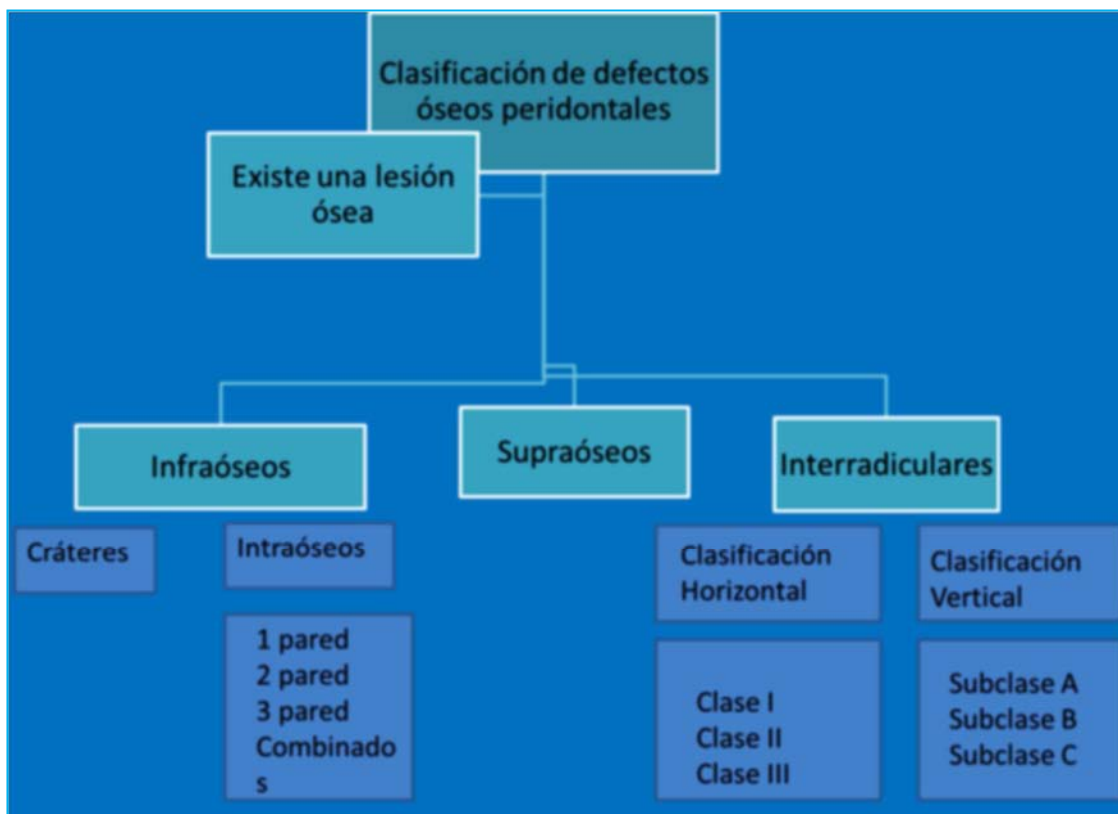 Clasificación de defectos
óseos peridontales
Existe una lesión
ósea
Infraóseos
Supraóseos
Interradiculares
Cráteres
Intraóseos
1 pared
2 pared
3 pared
Combinado
s
Clasificación
Horizontal
Clase I
Clase II
Clase III
Clasificación
Vertical
Subclase A
Subclase B
Subclase C